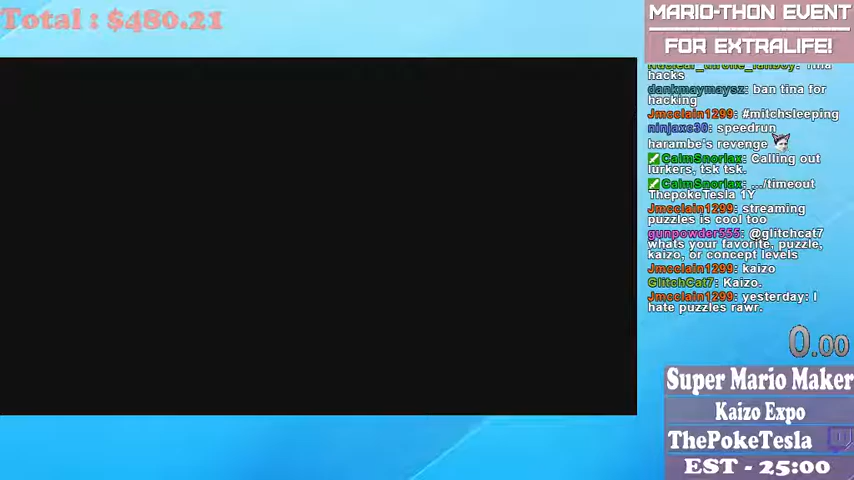 Total : $480.21
MARIO-THON EVENT
FOR EXTRALIFE!
Nuclear_throne_fanboy: Tina
hacks
dankmaymaysz: ban tina for
hacking
Jmcclain1299: #mitchsleeping
ninjaxc30: speedrun
harambe's revenge
CalmSnorlax: Calling out
lurkers, tsk tsk.
CalmSnorlax: .../timeout
ThepokeTesla 1Y
Jmcclain1299: streaming
puzzles is cool too
gunpowder555: @glitchcat7
whats your favorite, puzzle,
kaizo, or concept levels
Jmcclain1299: kaizo
GlitchCat7: Kaizo.
Jmcclain1299: yesterday: I
hate puzzles rawr.
0.00
Super Mario Maker
Kaizo Expo
ThePokeTesla
EST - 25:00